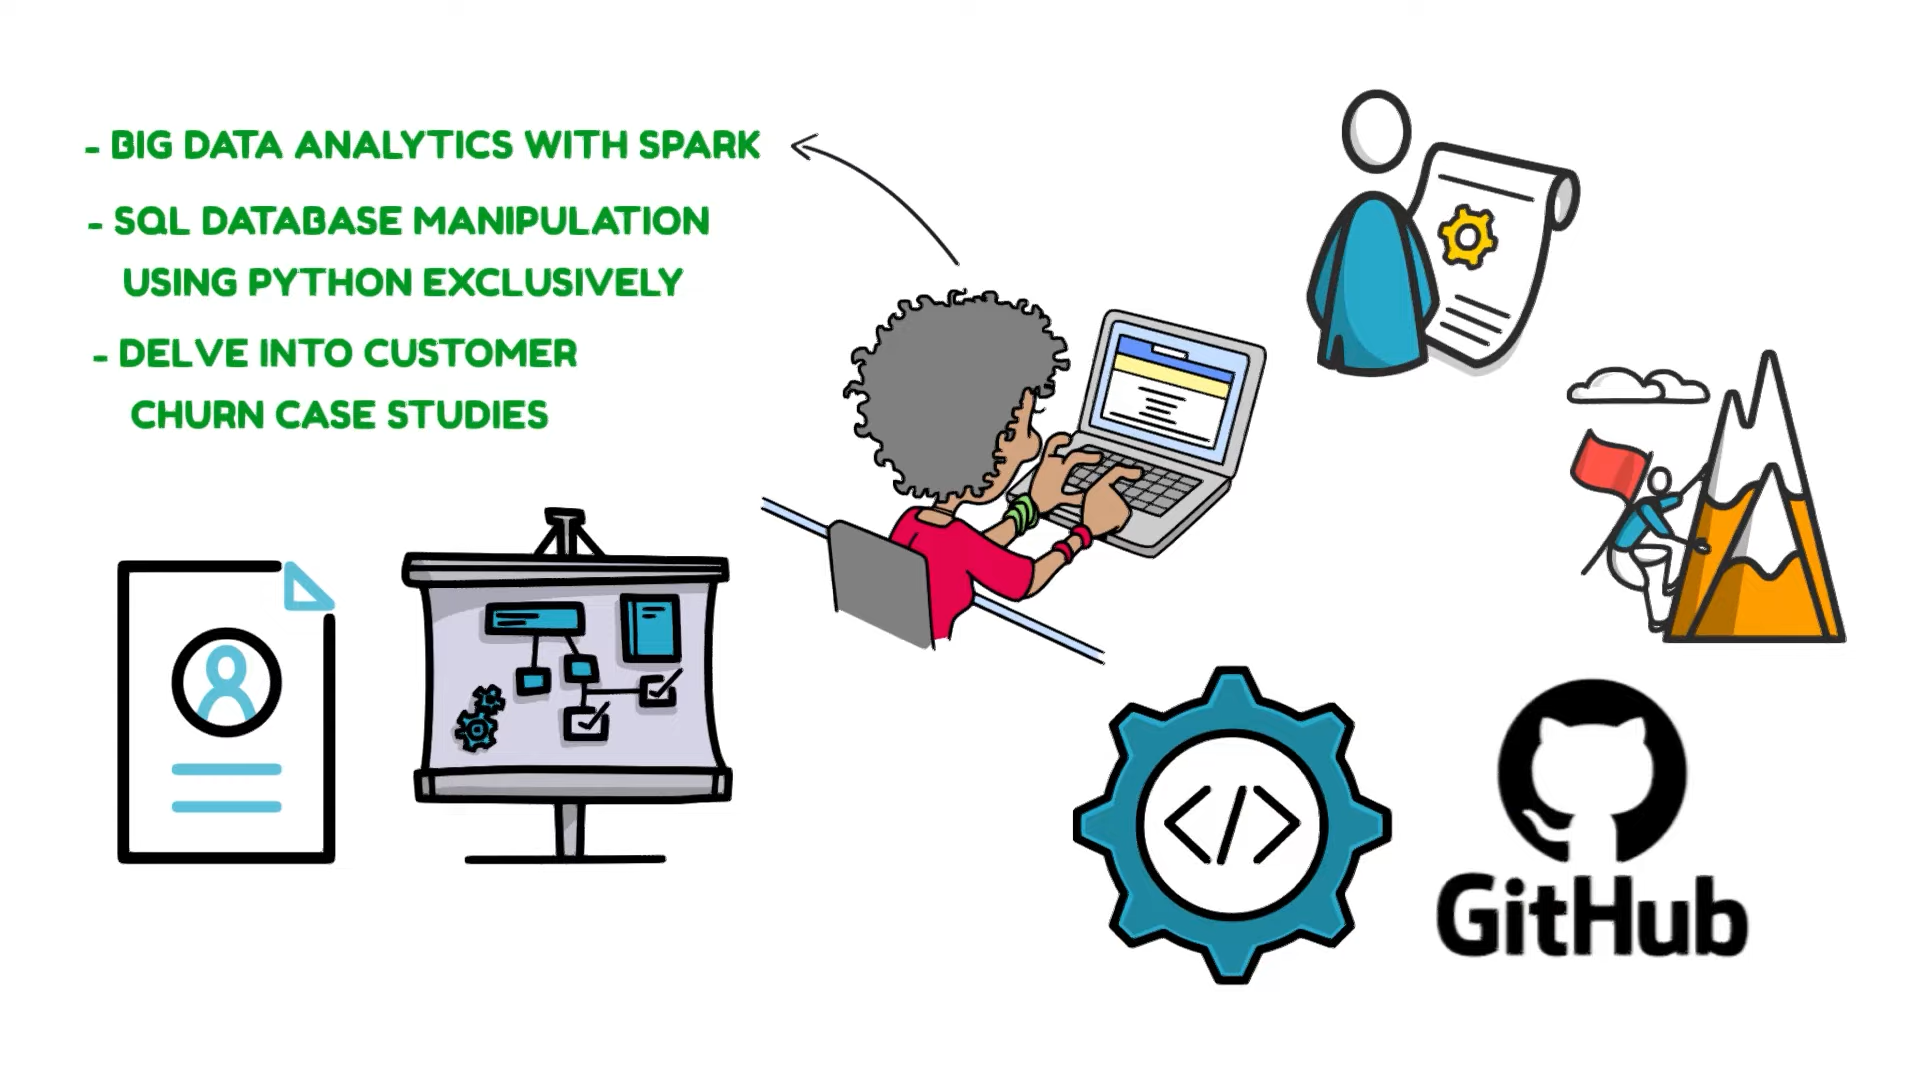 - BIG DATA ANALYTICS WITH SPARK
- SQL DATABASE MANIPULATION
USING PYTHON EXCLUSIVELY
- DELVE INTO CUSTOMER
CHURN CASE STUDIES
</>
GitHub